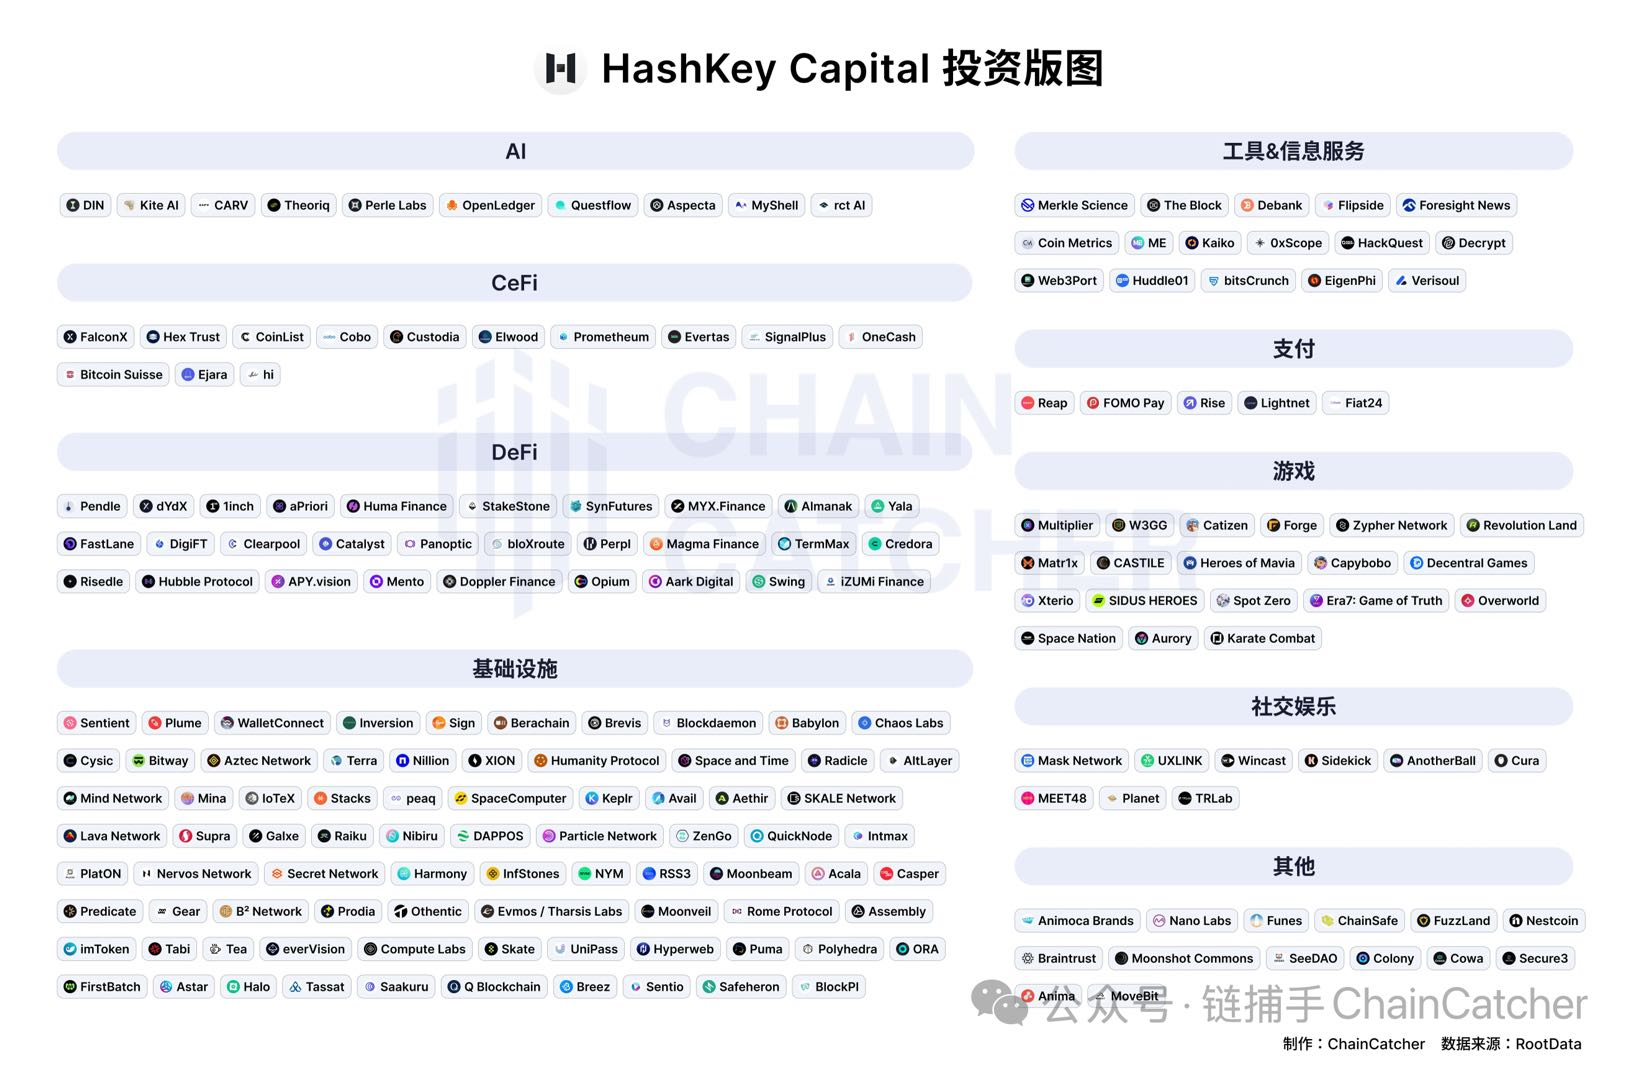 HashKey Capital 投资版图
AI
DIN Kite AI CARV Theoriq Perle Labs OpenLedger Questflow Aspecta MyShell rct AI
CeFi
FalconX Hex Trust CoinList Cobo Custodia Elwood Prometheum Evertas SignalPlus OneCash
Bitcoin Suisse Ejara hi
DeFi
Pendle dYdX 1inch aPriori Huma Finance StakeStone SynFutures MYX.Finance Almanak Yala
FastLane DigiFT Clearpool Catalyst Panoptic bloXroute Perpl Magma Finance TermMax Credora
Risedle Hubble Protocol APY.vision Mento Doppler Finance Opium Aark Digital Swing iZUMi Finance
基础设施
Sentient Plume WalletConnect Inversion Sign Berachain Brevis Blockdaemon Babylon Chaos Labs
Cysic Bitway Aztec Network Terra Nillion XION Humanity Protocol Space and Time Radicle AltLayer
Mind Network Mina IoTeX Stacks peaq SpaceComputer Keplr Avail Aethir SKALE Network
Lava Network Supra Galxe Raiku Nibiru DAPPOS Particle Network ZenGo QuickNode Intmax
PlatON Nervos Network Secret Network Harmony InfStones NYM RSS3 Moonbeam Acala Casper
Predicate Gear B² Network Prodia Othentic Evmos / Tharsis Labs Moonveil Rome Protocol Assembly
imToken Tabi Tea everVision Compute Labs Skate UniPass Hyperweb Puma Polyhedra ORA
FirstBatch Astar Halo Tassat Saakuru Q Blockchain Breez Sentio Safeheron BlockPI
工具&信息服务
Merkle Science The Block Debank Flipside Foresight News
Coin Metrics ME Kaiko 0xScope HackQuest Decrypt
Web3Port Huddle01 bitsCrunch EigenPhi Verisoul
支付
Reap FOMO Pay Rise Lightnet Fiat24
游戏
Multiplier W3GG Catizen Forge Zypher Network Revolution Land
Matr1x CASTILE Heroes of Mavia Capybobo Decentral Games
Xterio SIDUS HEROES Spot Zero Era7: Game of Truth Overworld
Space Nation Aurory Karate Combat
社交娱乐
Mask Network UXLINK Wincast Sidekick AnotherBall Cura
MEET48 Planet TRLab
其他
Animoca Brands Nano Labs Funes ChainSafe FuzzLand Nestcoin
Braintrust Moonshot Commons SeeDAO Colony Cowa Secure3
Anima MoveBit
CHAIN
CATCHER
公众号 · 链捕手 ChainCatcher
制作：ChainCatcher 数据来源：RootData